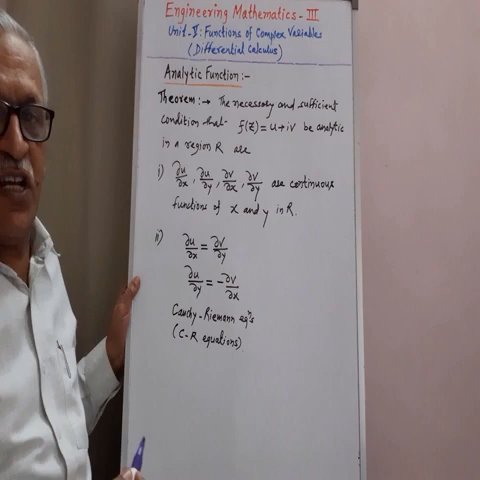 Engineering Mathematics - III
Unit-V: Functions of Complex Variables
(Differential Calculus)
Analytic Function:-
Theorem:→ The necessary and sufficient
condition that f(z) = u+iv be analytic
in a region R are
i) ∂u/∂x, ∂u/∂y, ∂v/∂x, ∂v/∂y are continuous
functions of x and y in R.
ii) ∂u/∂x = ∂v/∂y
∂u/∂y = -∂v/∂x
Cauchy-Riemann eqⁿs
(C-R equations)